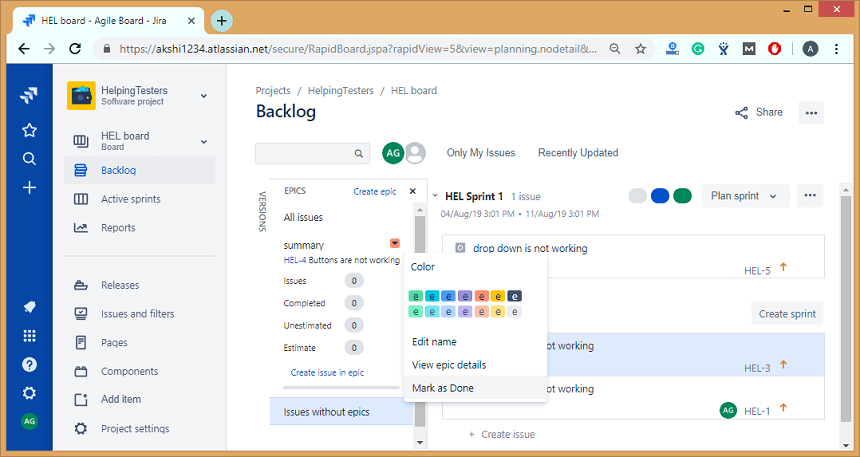 HEL board - Agile Board - Jira
https://akshi1234.atlassian.net/secure/RapidBoard.jspa?rapidView=5&view=planning.nodetail&...
A
HelpingTesters
Software project
HEL board
Board
Backlog
Active sprints
Reports
Releases
Issues and filters
Pages
Components
Add item
Project settings
AG
Projects / HelpingTesters / HEL board
Backlog
Share
AG
Only My Issues
Recently Updated
VERSIONS
EPICS
Create epic
All issues
summary
HEL-4 Buttons are not working
Issues 0
Completed 0
Unestimated 0
Estimate 0
Create issue in epic
Issues without epics
Color
e e e e e e e
e e e e e e e
Edit name
View epic details
Mark as Done
HEL Sprint 1 1 issue
Plan sprint
04/Aug/19 3:01 PM • 11/Aug/19 3:01 PM
drop down is not working
HEL-5
Create sprint
not working
HEL-3
not working
AG HEL-1
+ Create issue